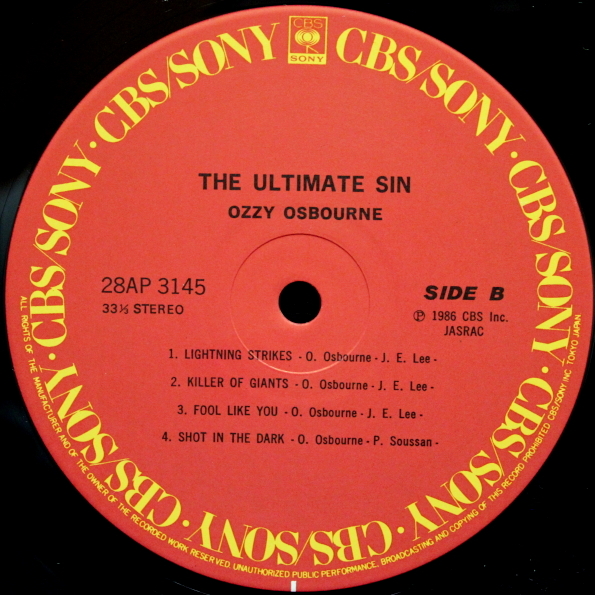 CBS
SONY
CBS/SONY · CBS/SONY · CBS/SONY · CBS/SONY · CBS/SONY · CBS/SONY · CBS/SONY · CBS/SONY
THE ULTIMATE SIN
OZZY OSBOURNE
28AP 3145
33⅓ STEREO
SIDE B
Ⓟ 1986 CBS Inc.
JASRAC
1. LIGHTNING STRIKES - O. Osbourne - J. E. Lee -
2. KILLER OF GIANTS - O. Osbourne - J. E. Lee -
3. FOOL LIKE YOU - O. Osbourne - J. E. Lee -
4. SHOT IN THE DARK - O. Osbourne - P. Soussan -
ALL RIGHTS OF THE MANUFACTURER AND OF THE OWNER OF THE RECORDED WORK RESERVED. UNAUTHORIZED PUBLIC PERFORMANCE, BROADCASTING AND COPYING OF THIS RECORD PROHIBITED CBS/SONY INC. TOKYO JAPAN